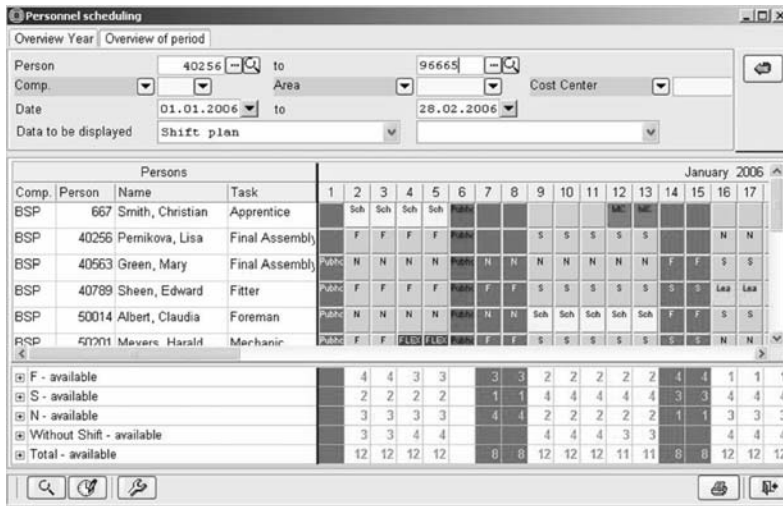 Personnel scheduling
Overview Year Overview of period
Person 40256 to 96665
Comp. Area Cost Center
Date 01.01.2006 to 28.02.2006
Data to be displayed Shift plan
Persons January 2006
Comp. Person Name Task 1 2 3 4 5 6 7 8 9 10 11 12 13 14 15 16 17
BSP 667 Smith, Christian Apprentice Sch Sch Sch Sch
BSP 40256 Pernikova, Lisa Final Assembly F F F F S S S S S N N
BSP 40563 Green, Mary Final Assembly N N N N N N N N N N N F F S S
BSP 40789 Sheen, Edward Fitter F F F F F F S S S S S S S Lea Lea
BSP 50014 Albert, Claudia Foreman N N N N N N Sch Sch Sch Sch Sch F F S S
BSP 50201 Meyers, Harald Mechanic F F FLEX FLEX F F S S S S S S S N N
F - available 4 4 3 3 3 3 2 2 2 2 2 4 4 1 1 1
S - available 2 2 2 2 1 1 4 4 4 4 4 3 3 4 4 4
N - available 3 3 3 3 4 4 2 2 2 2 2 1 1 3 3 3
Without Shift - available 3 3 4 4 4 4 4 3 3 4 4 4
Total - available 12 12 12 12 8 8 12 12 12 11 11 8 8 12 12 12